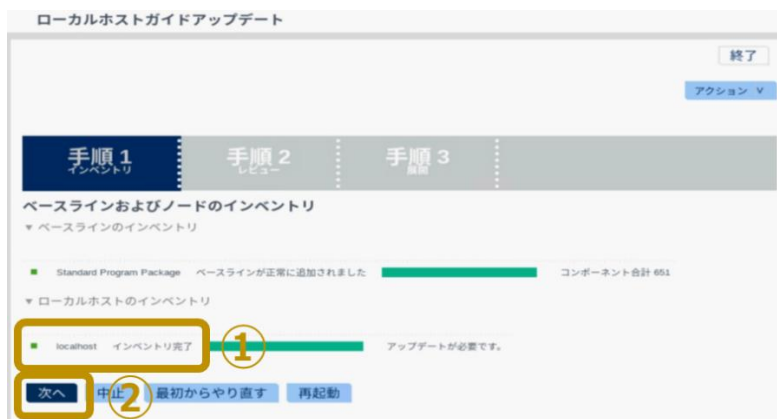 ローカルホストガイドアップデート
終了
アクション ∨
手順 1 手順 2 手順 3
インベントリ レビュー 展開
ベースラインおよびノードのインベントリ
▼ ベースラインのインベントリ
Standard Program Package ベースラインが正常に追加されました コンポーネント合計 651
▼ ローカルホストのインベントリ
localhost インベントリ完了 ① アップデートが必要です。
次へ ② 中止 最初からやり直す 再起動